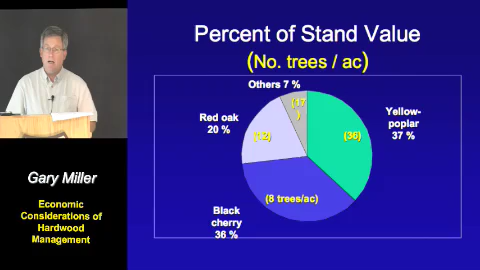 Percent of Stand Value
(No. trees / ac)
Others 7 %
(17
)
Red oak
20 %
(12)
Yellow-
poplar
37 %
(36)
(8 trees/ac)
Black
cherry
36 %
Gary Miller
Economic
Considerations of
Hardwood
Management